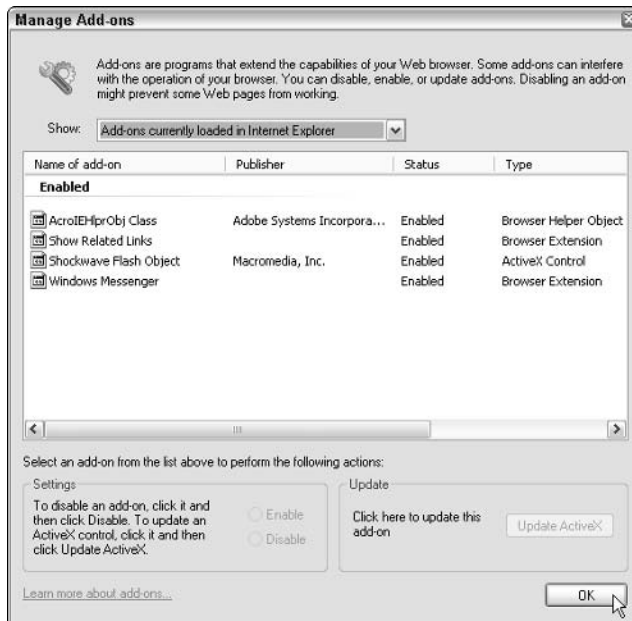 Manage Add-ons
Add-ons are programs that extend the capabilities of your Web browser. Some add-ons can interfere
with the operation of your browser. You can disable, enable, or update add-ons. Disabling an add-on
might prevent some Web pages from working.
Show: Add-ons currently loaded in Internet Explorer
Name of add-on Publisher Status Type
Enabled
AcroIEHlprObj Class Adobe Systems Incorpora... Enabled Browser Helper Object
Show Related Links Enabled Browser Extension
Shockwave Flash Object Macromedia, Inc. Enabled ActiveX Control
Windows Messenger Enabled Browser Extension
Select an add-on from the list above to perform the following actions:
Settings
To disable an add-on, click it and
then click Disable. To update an
ActiveX control, click it and then
click Update ActiveX.
Enable
Disable
Update
Click here to update this
add-on
Update ActiveX
Learn more about add-ons...
OK